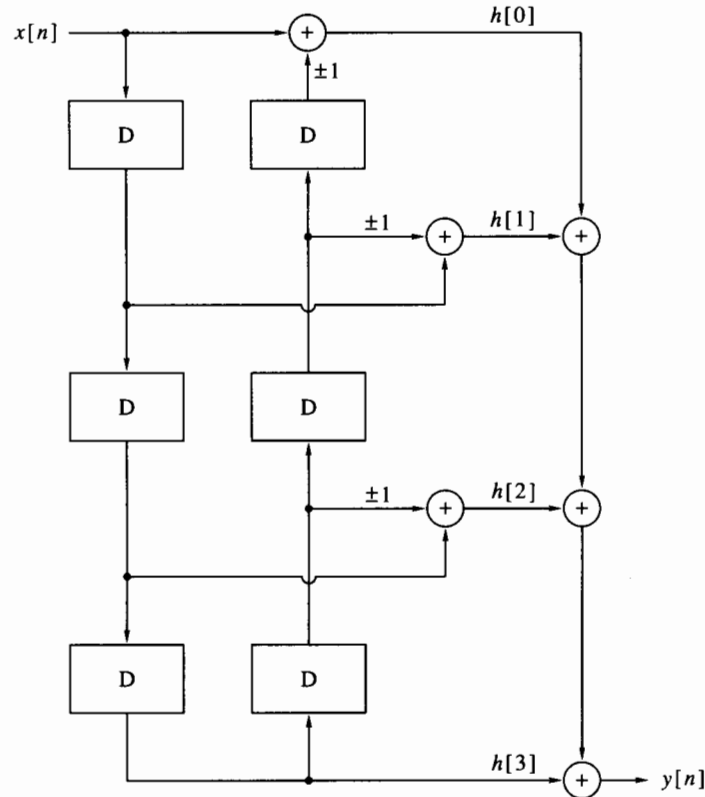 h[0]
x[n] + 
±1
D D
±1 + h[1] +
D D
±1 + h[2] +
D D
h[3] + y[n]